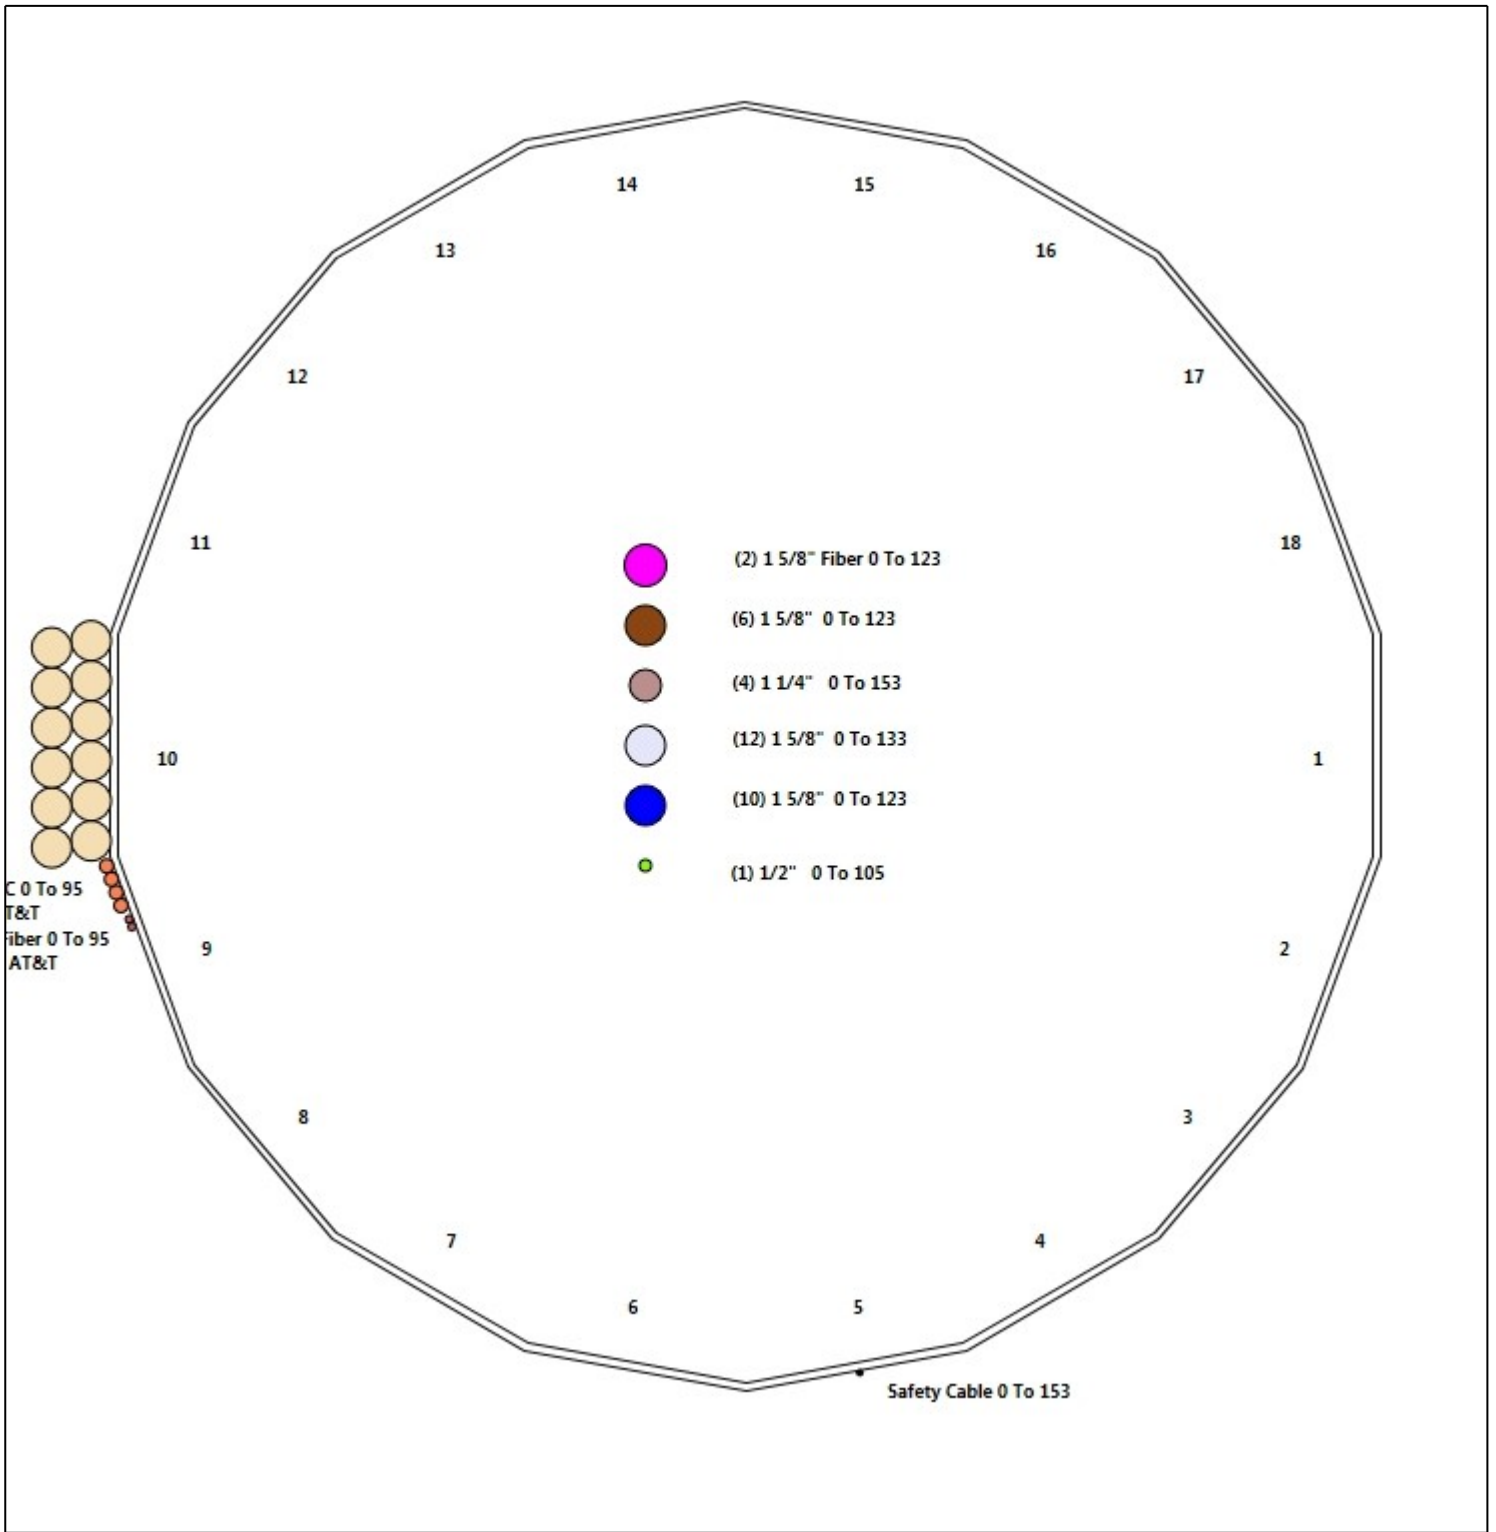 14
15
13
16
12
17
11
18
(2) 1 5/8" Fiber 0 To 123
(6) 1 5/8" 0 To 123
(4) 1 1/4" 0 To 153
(12) 1 5/8" 0 To 133
10
1
(10) 1 5/8" 0 To 123
(1) 1/2" 0 To 105
C 0 To 95
T&T
iber 0 To 95
AT&T
9
2
8
3
7
4
6
5
Safety Cable 0 To 153